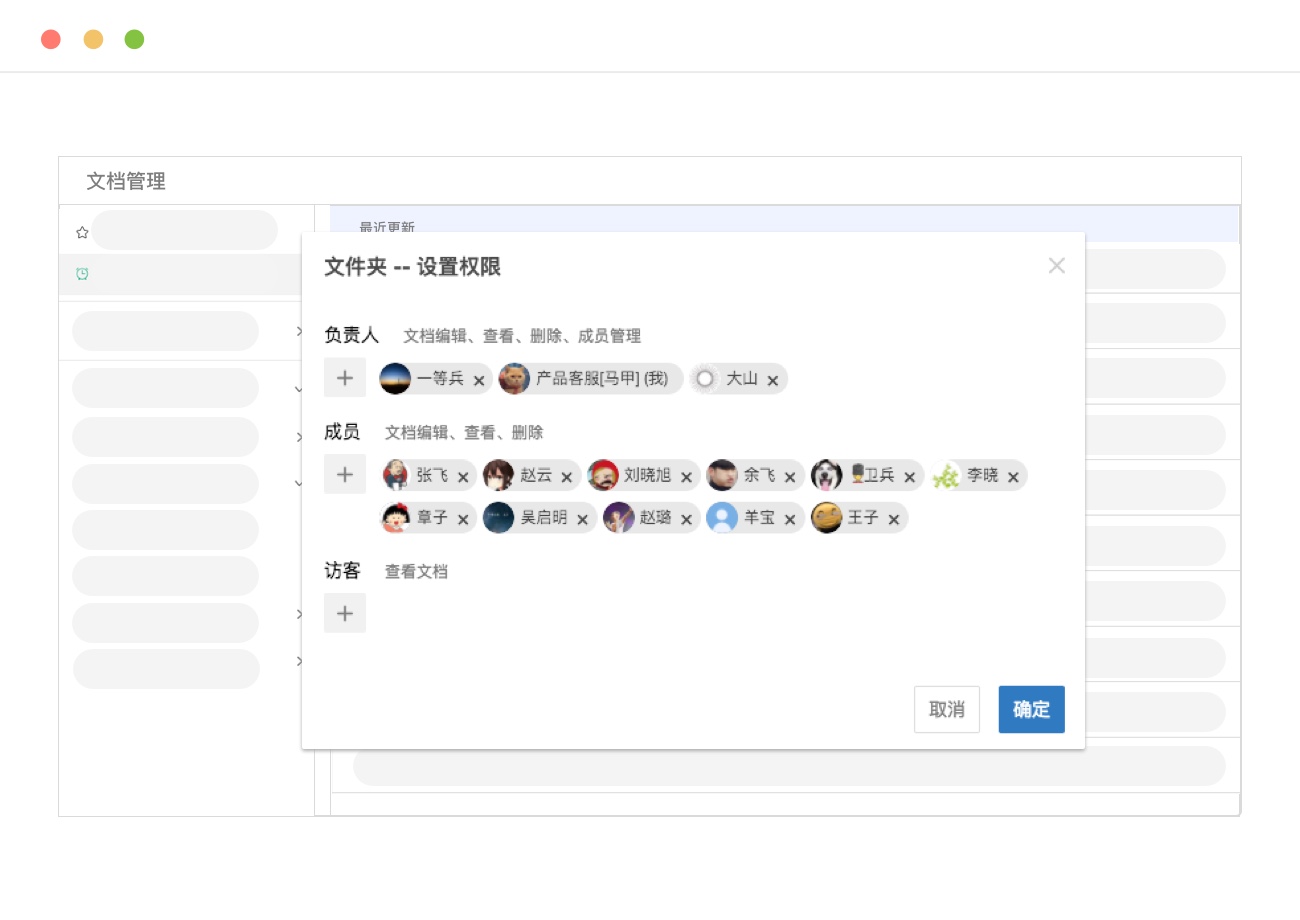 文档管理
最近更新
文件夹 -- 设置权限
负责人 文档编辑、查看、删除、成员管理
一等兵 产品客服[马甲] (我) 大山
成员 文档编辑、查看、删除
张飞 赵云 刘晓旭 余飞 卫兵 李晓
章子 吴启明 赵璐 羊宝 王子
访客 查看文档
取消 确定